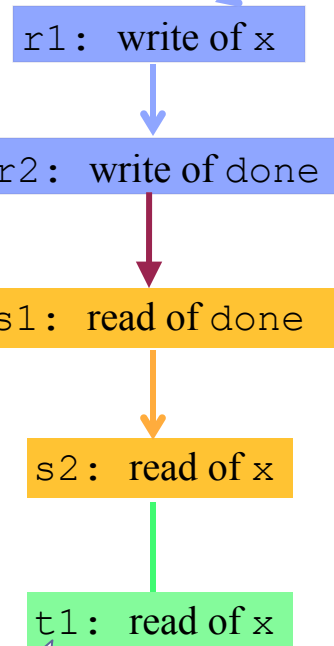 r1: write of x
r2: write of done
s1: read of done
s2: read of x
t1: read of x